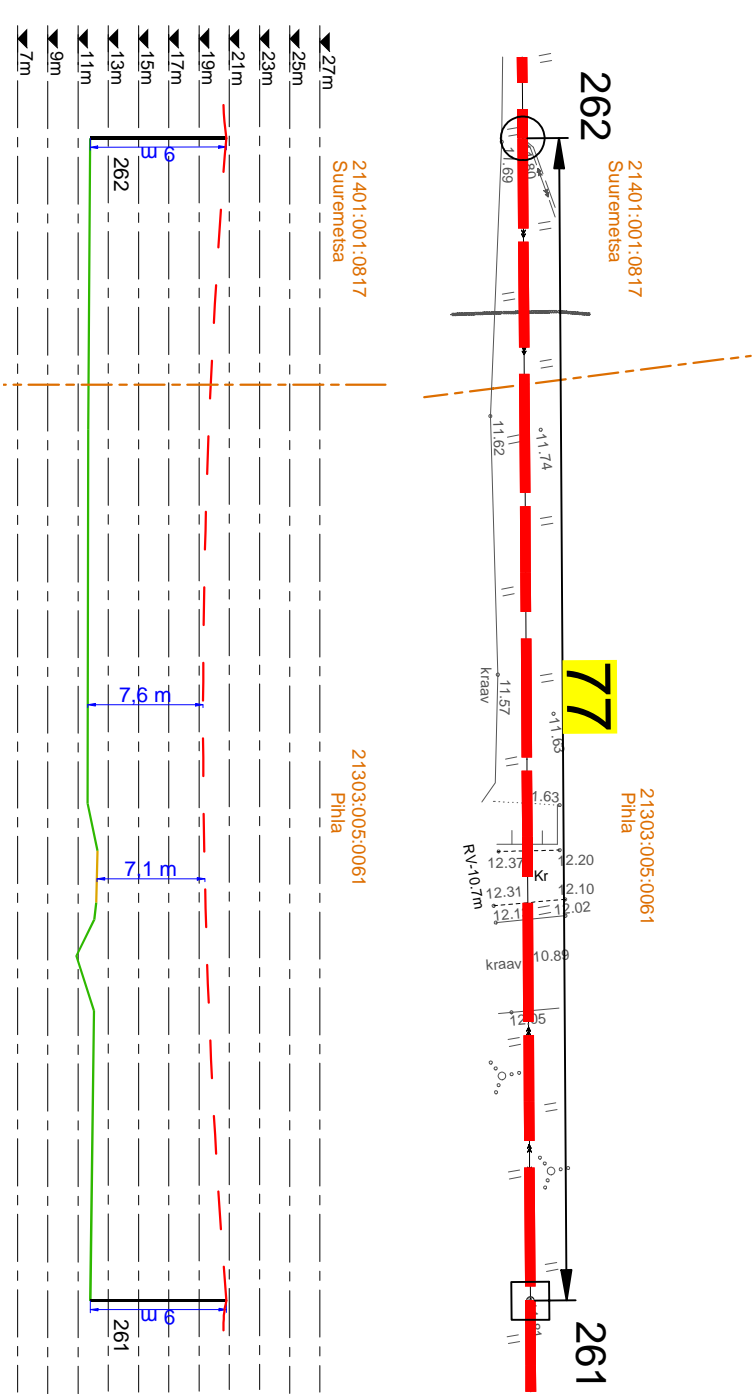 27m
25m
23m
21m
19m
17m
15m
13m
11m
9m
7m
21401:001:0817
Suuremetsa
9 m
262
7,6 m
21303:005:0061
Pihla
7,1 m
9 m
261
262
21401:001:0817
Suuremetsa
11.69
11.74
11.62
77
11.63
11.57
kraav
21303:005:0061
Pihla
12.20
12.37
Kr
RV-10.7m
12.10
12.31
12.02
10.89
kraav
12.05
261